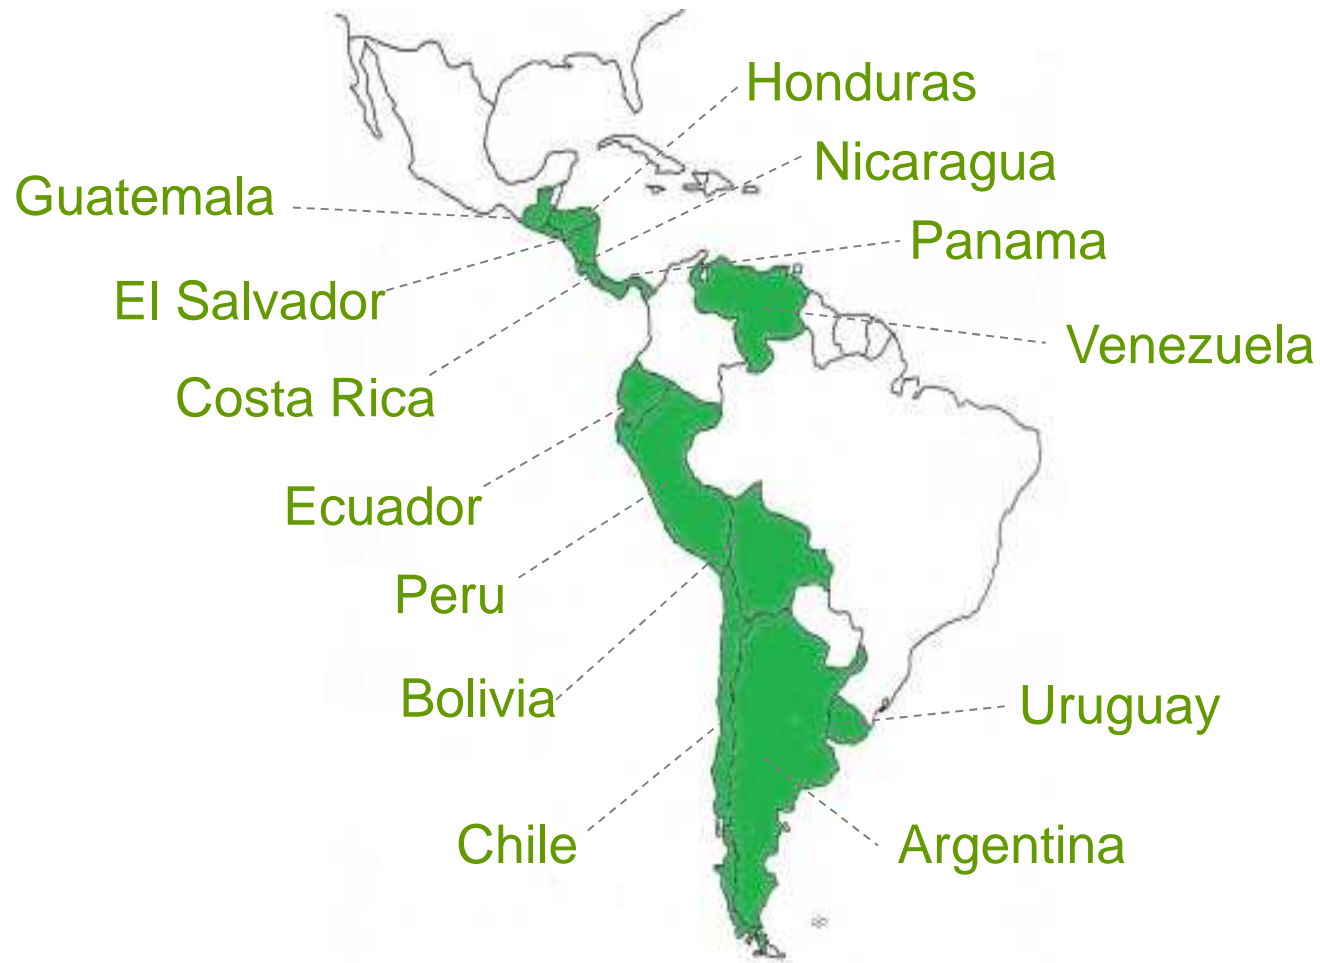 Honduras
Nicaragua
Guatemala
Panama
El Salvador
Venezuela
Costa Rica
Ecuador
Peru
Bolivia
Uruguay
Chile
Argentina